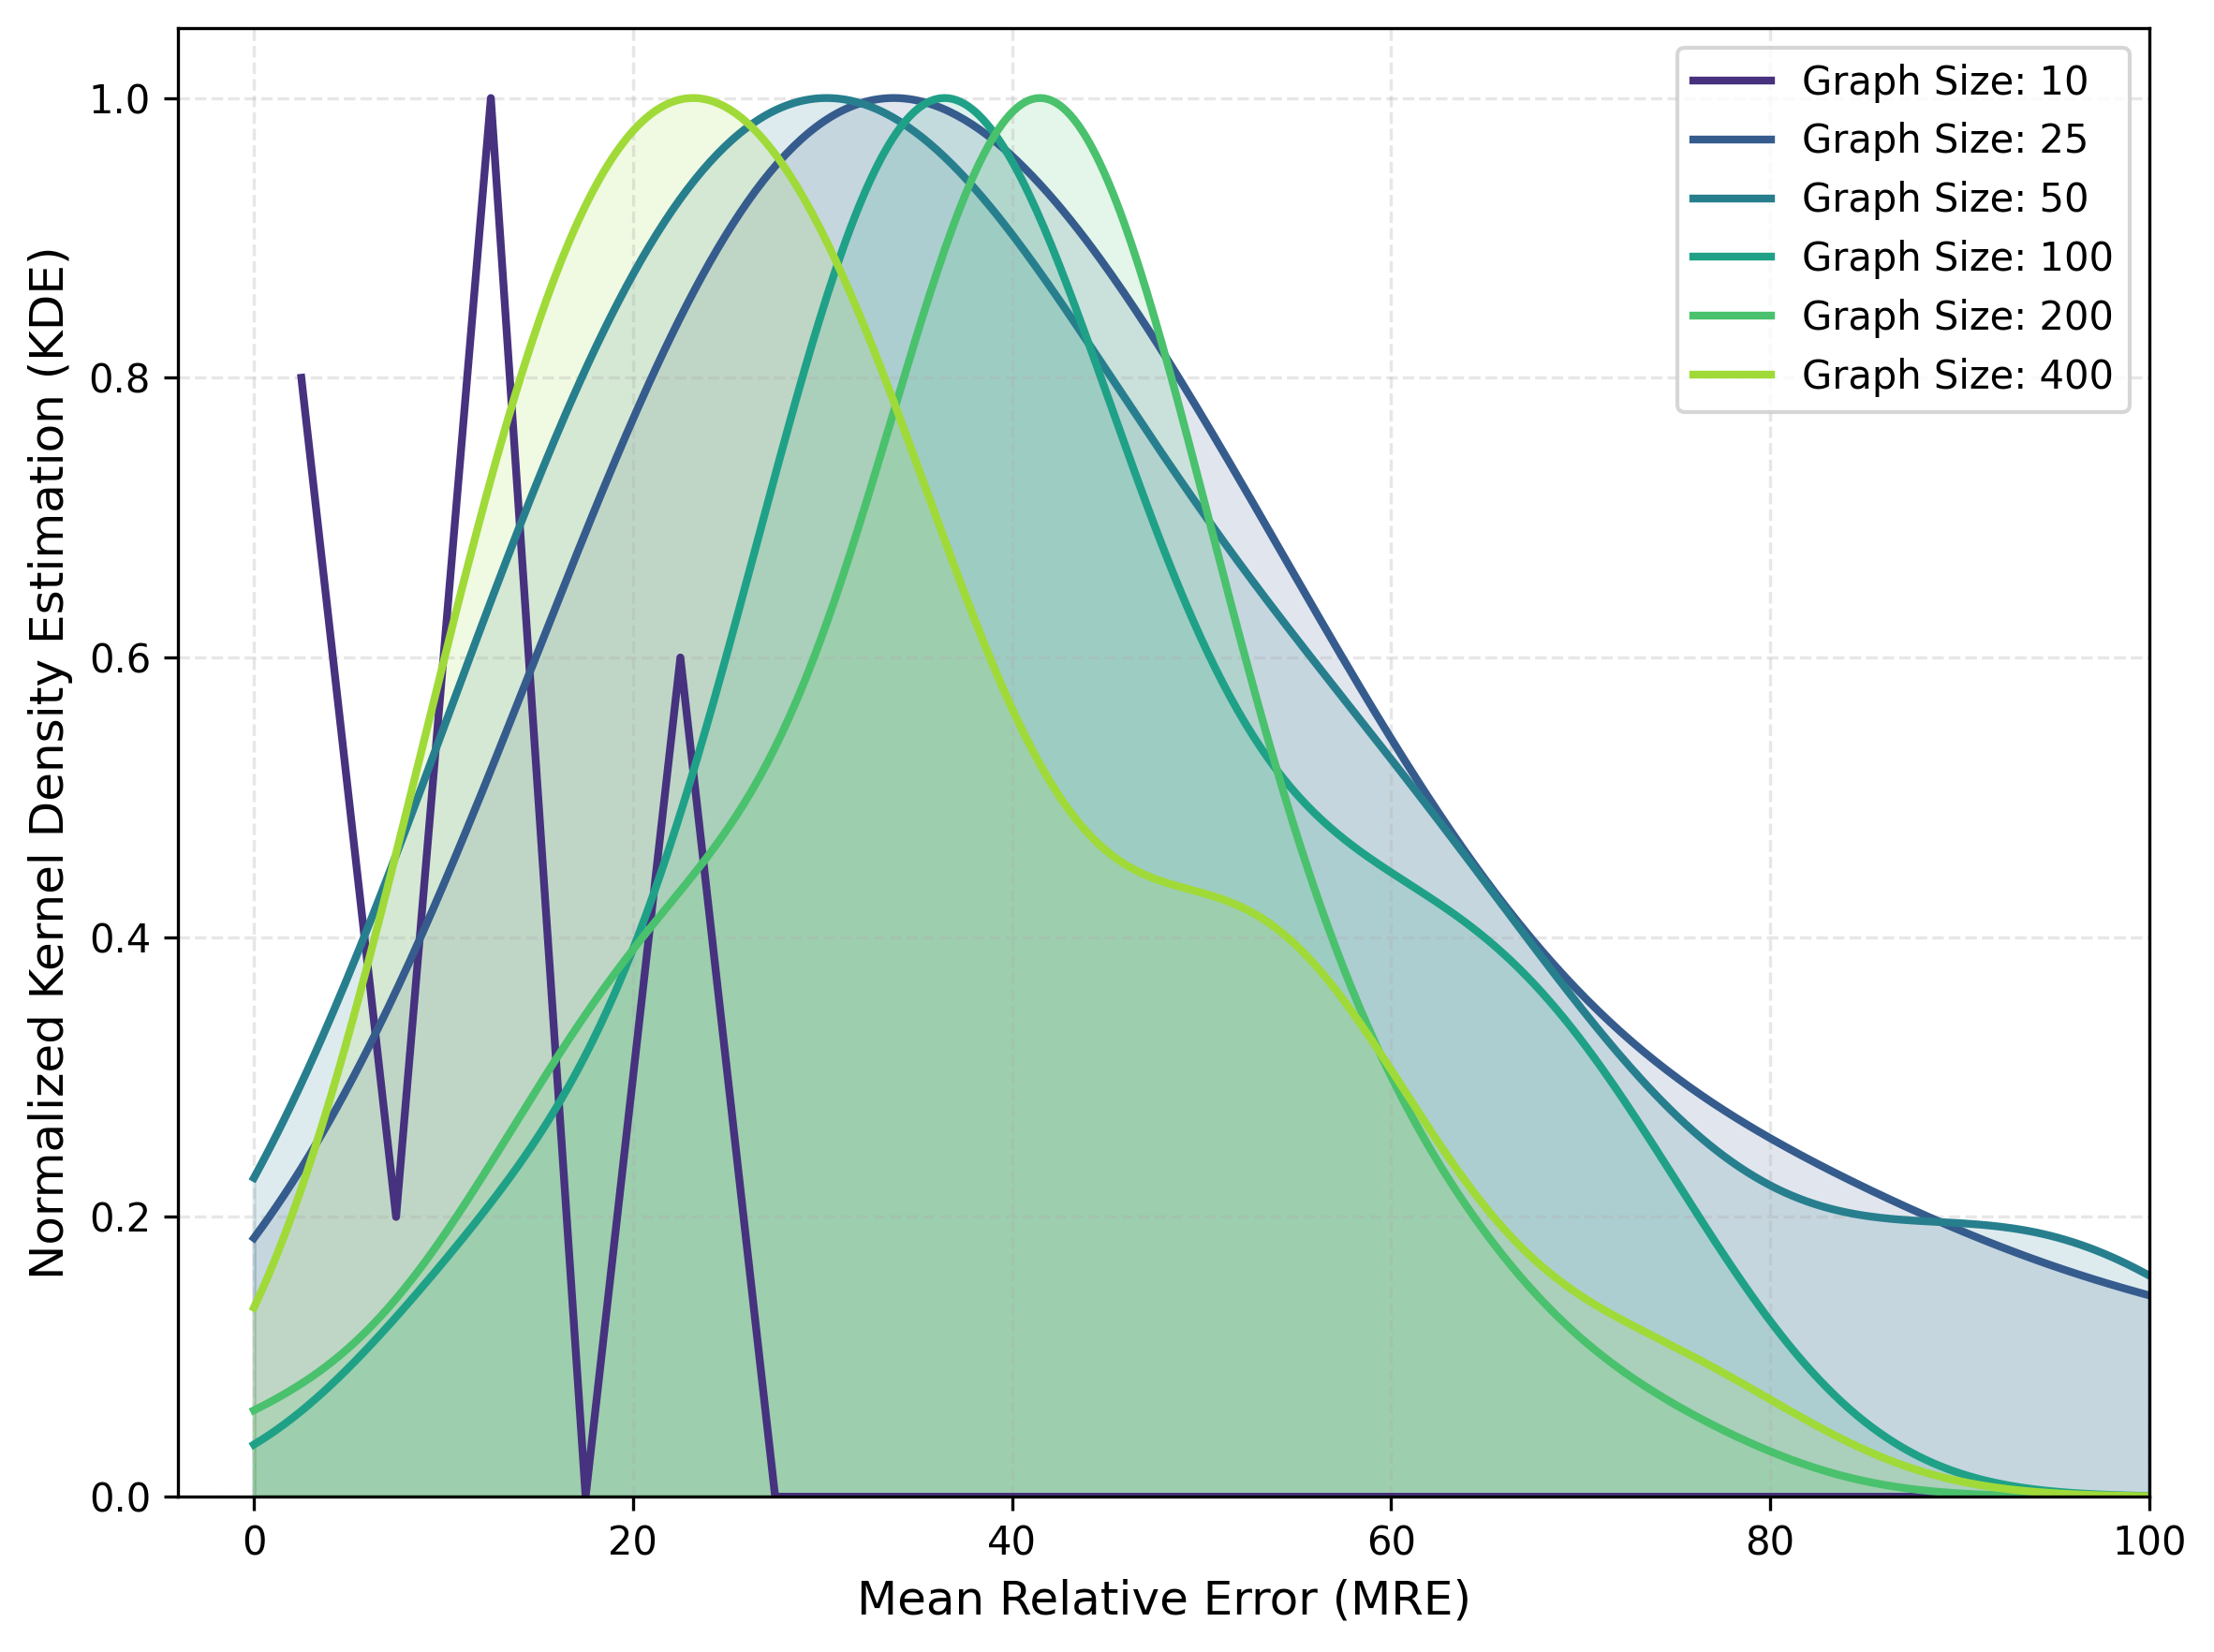 Graph Size: 10
Graph Size: 25
Graph Size: 50
Graph Size: 100
Graph Size: 200
Graph Size: 400
Normalized Kernel Density Estimation (KDE)
1.0
0.8
0.6
0.4
0.2
0.0
0 20 40 60 80 100
Mean Relative Error (MRE)